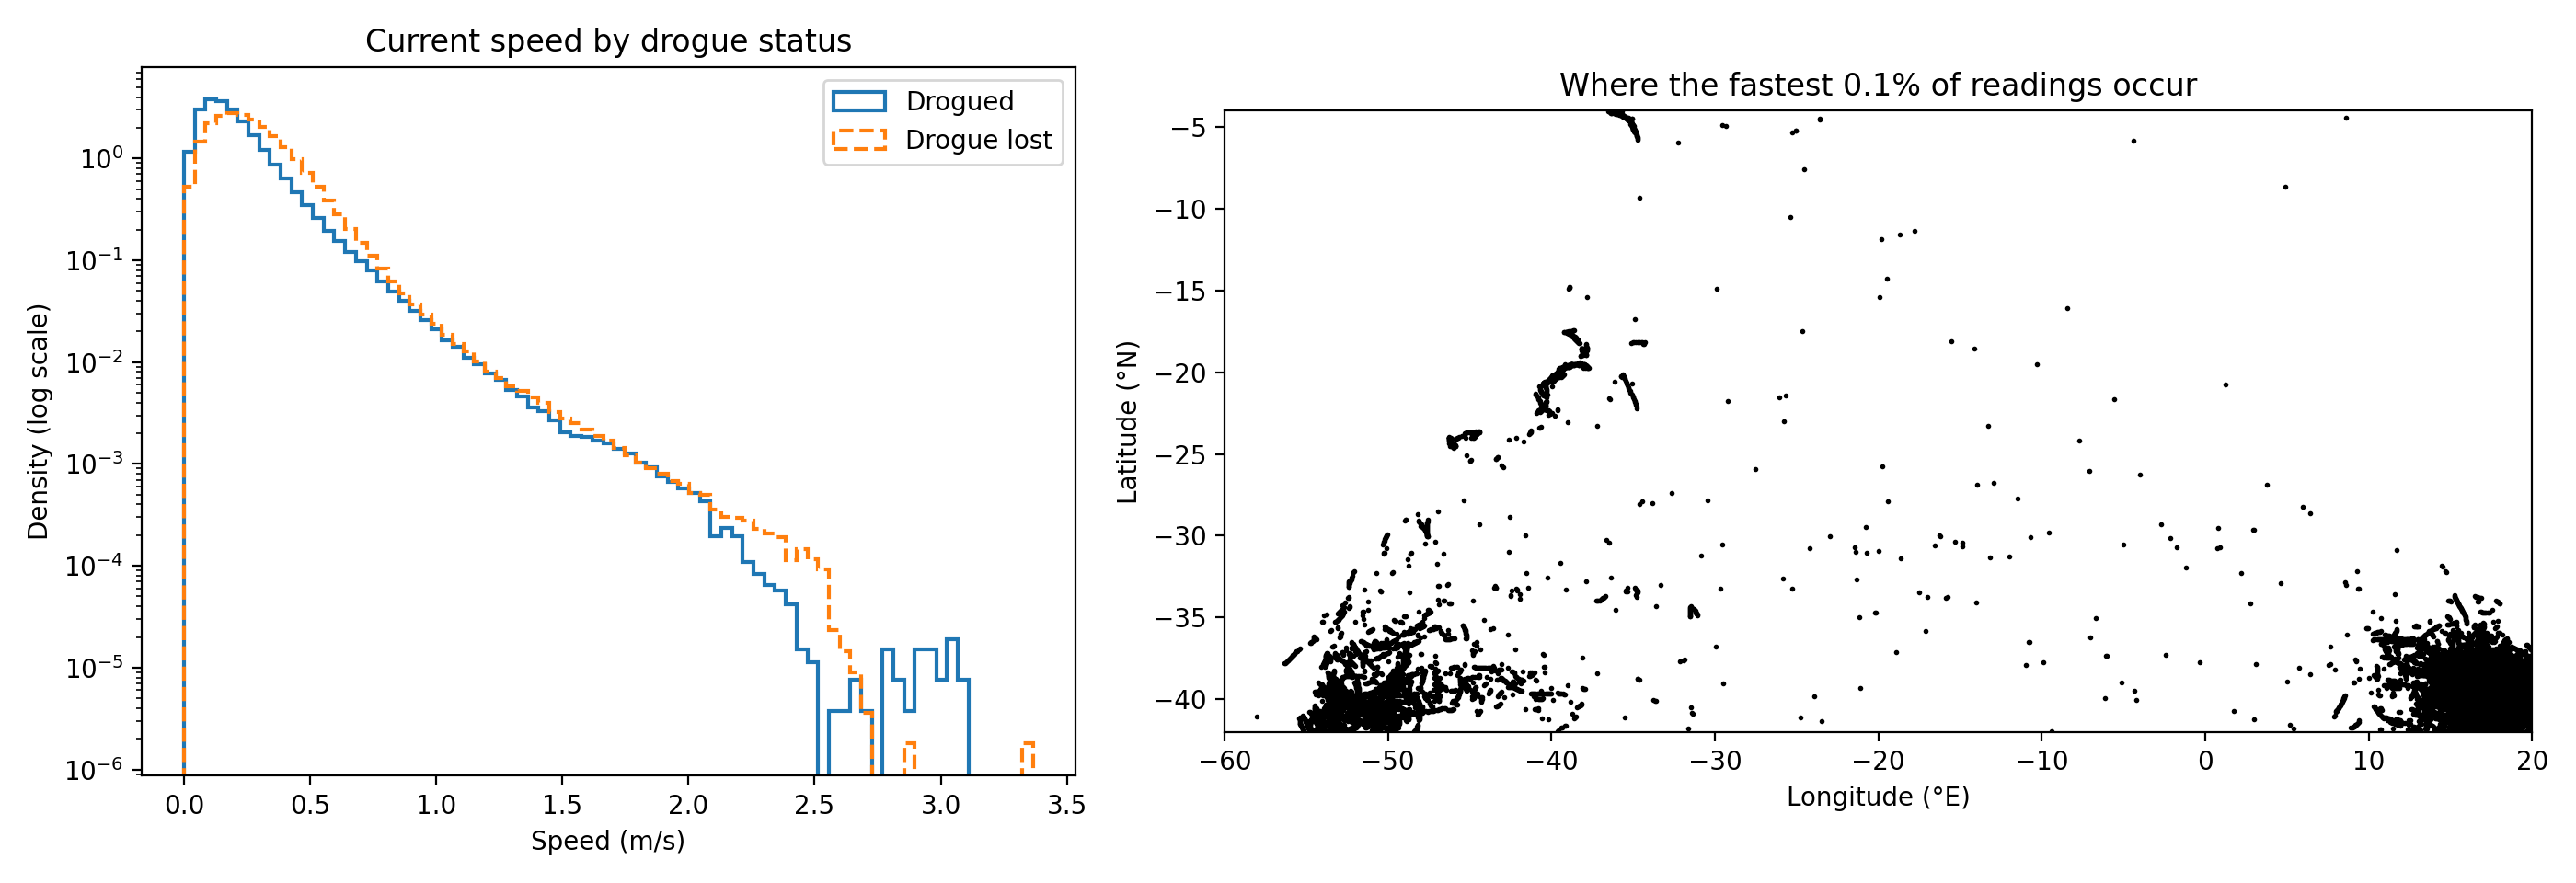 Current speed by drogue status
Drogued
Drogue lost
10⁰
10⁻¹
10⁻²
10⁻³
10⁻⁴
10⁻⁵
10⁻⁶
Density (log scale)
0.0 0.5 1.0 1.5 2.0 2.5 3.0 3.5
Speed (m/s)
Where the fastest 0.1% of readings occur
−5
−10
−15
−20
−25
−30
−35
−40
Latitude (°N)
−60 −50 −40 −30 −20 −10 0 10 20
Longitude (°E)